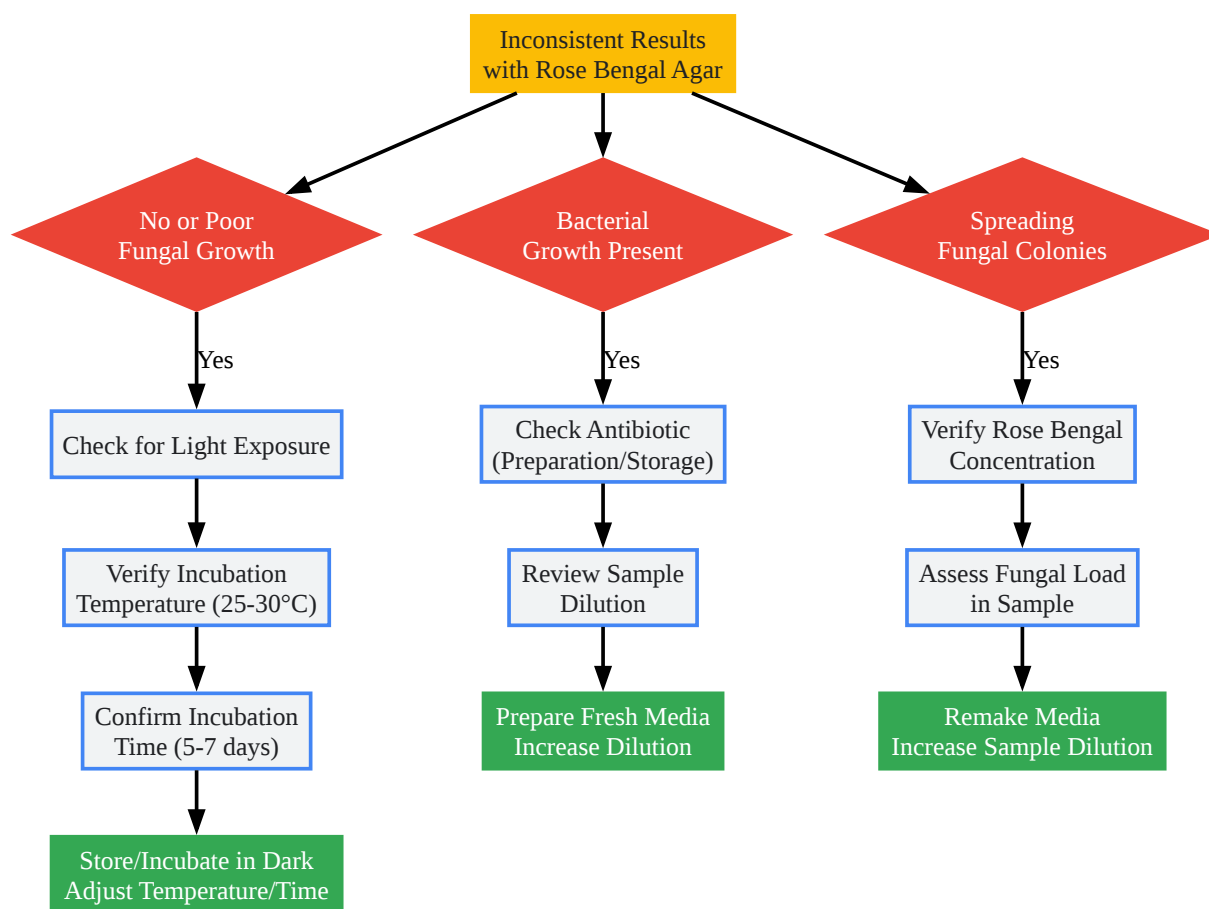 Inconsistent Results
with Rose Bengal Agar
No or Poor
Fungal Growth
Bacterial
Growth Present
Spreading
Fungal Colonies
Yes
Yes
Yes
Check for Light Exposure
Check Antibiotic
(Preparation/Storage)
Verify Rose Bengal
Concentration
Verify Incubation
Temperature (25-30°C)
Review Sample
Dilution
Assess Fungal Load
in Sample
Confirm Incubation
Time (5-7 days)
Prepare Fresh Media
Increase Dilution
Remake Media
Increase Sample Dilution
Store/Incubate in Dark
Adjust Temperature/Time